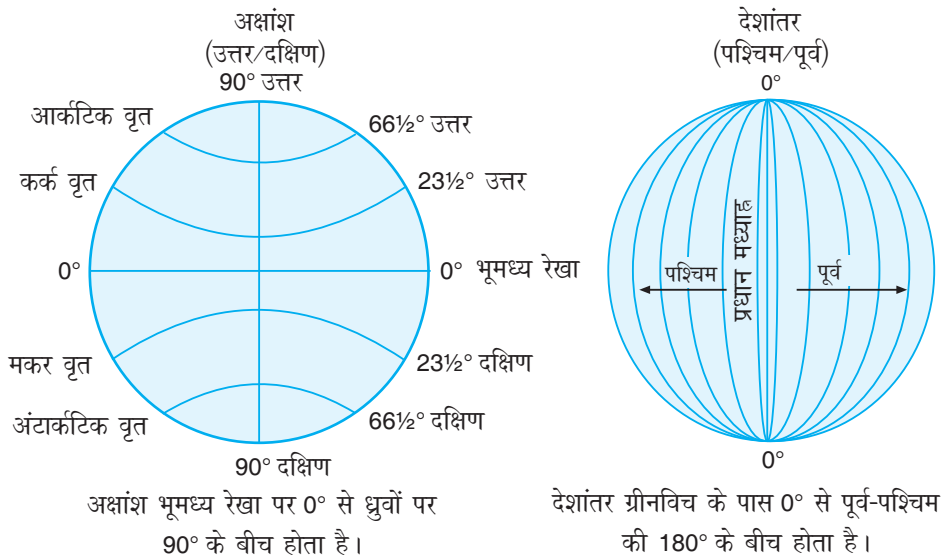 अक्षांश
(उत्तर/दक्षिण)
90° उत्तर
आर्कटिक वृत
66½° उत्तर
कर्क वृत
23½° उत्तर
0°
0° भूमध्य रेखा
मकर वृत
23½° दक्षिण
अंटार्कटिक वृत
66½° दक्षिण
90° दक्षिण
अक्षांश भूमध्य रेखा पर 0° से ध्रुवों पर
90° के बीच होता है।
देशांतर
(पश्चिम/पूर्व)
0°
प्रधान मध्याह्न
पश्चिम
पूर्व
0°
देशांतर ग्रीनविच के पास 0° से पूर्व-पश्चिम
की 180° के बीच होता है।